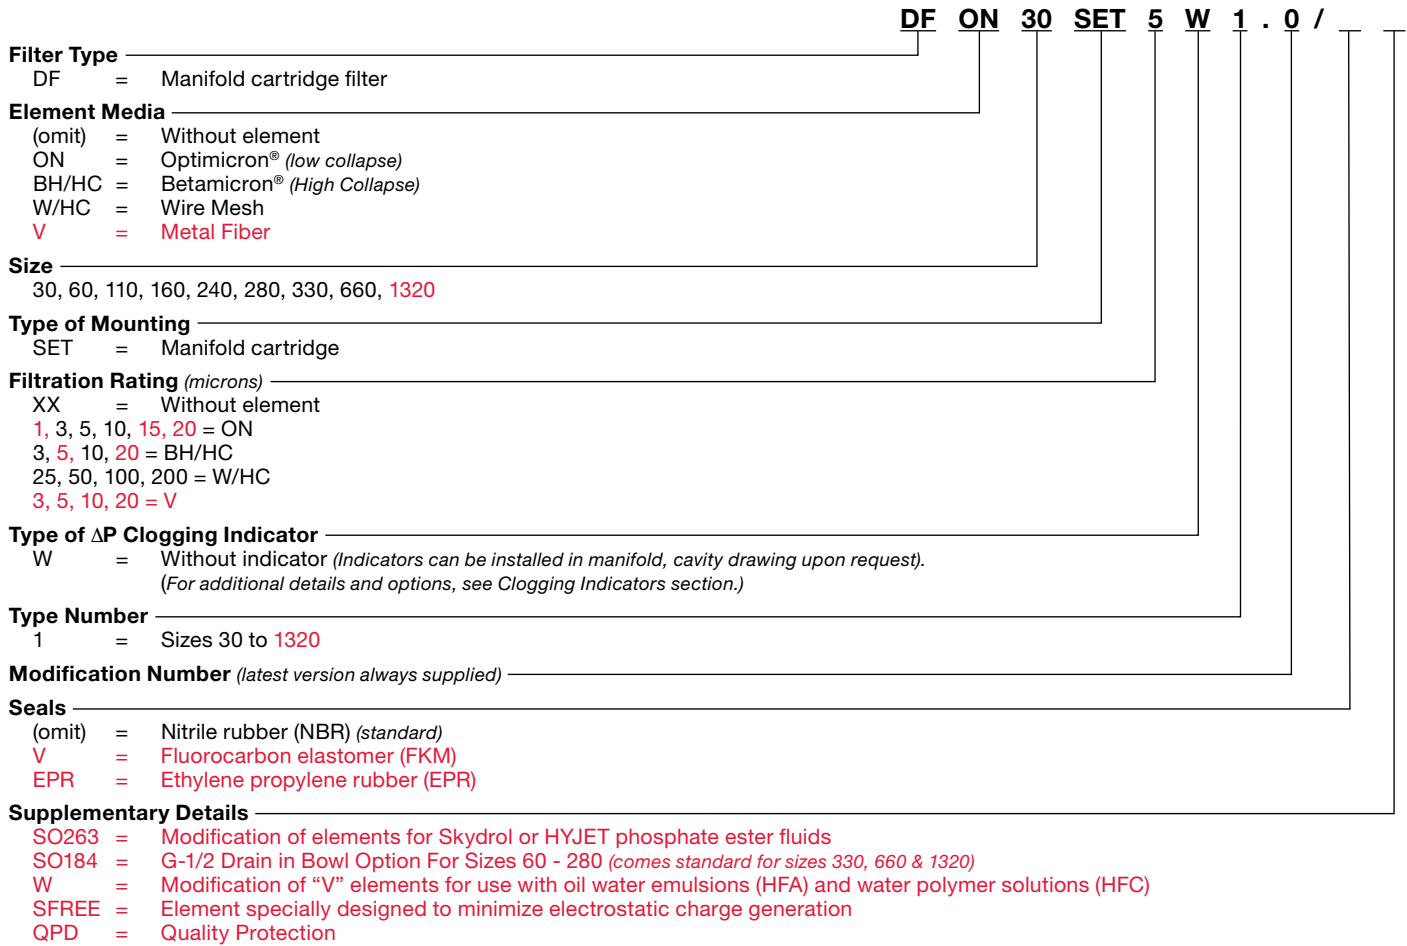 DF ON 30 SET 5 W 1 . 0 / _ _
Filter Type
DF = Manifold cartridge filter
Element Media
(omit) = Without element
ON = Optimicron® (low collapse)
BH/HC = Betamicron® (High Collapse)
W/HC = Wire Mesh
V = Metal Fiber
Size
30, 60, 110, 160, 240, 280, 330, 660, 1320
Type of Mounting
SET = Manifold cartridge
Filtration Rating (microns)
XX = Without element
1, 3, 5, 10, 15, 20 = ON
3, 5, 10, 20 = BH/HC
25, 50, 100, 200 = W/HC
3, 5, 10, 20 = V
Type of ΔP Clogging Indicator
W = Without indicator (Indicators can be installed in manifold, cavity drawing upon request).
(For additional details and options, see Clogging Indicators section.)
Type Number
1 = Sizes 30 to 1320
Modification Number (latest version always supplied)
Seals
(omit) = Nitrile rubber (NBR) (standard)
V = Fluorocarbon elastomer (FKM)
EPR = Ethylene propylene rubber (EPR)
Supplementary Details
SO263 = Modification of elements for Skydrol or HYJET phosphate ester fluids
SO184 = G-1/2 Drain in Bowl Option For Sizes 60 - 280 (comes standard for sizes 330, 660 & 1320)
W = Modification of “V” elements for use with oil water emulsions (HFA) and water polymer solutions (HFC)
SFREE = Element specially designed to minimize electrostatic charge generation
QPD = Quality Protection